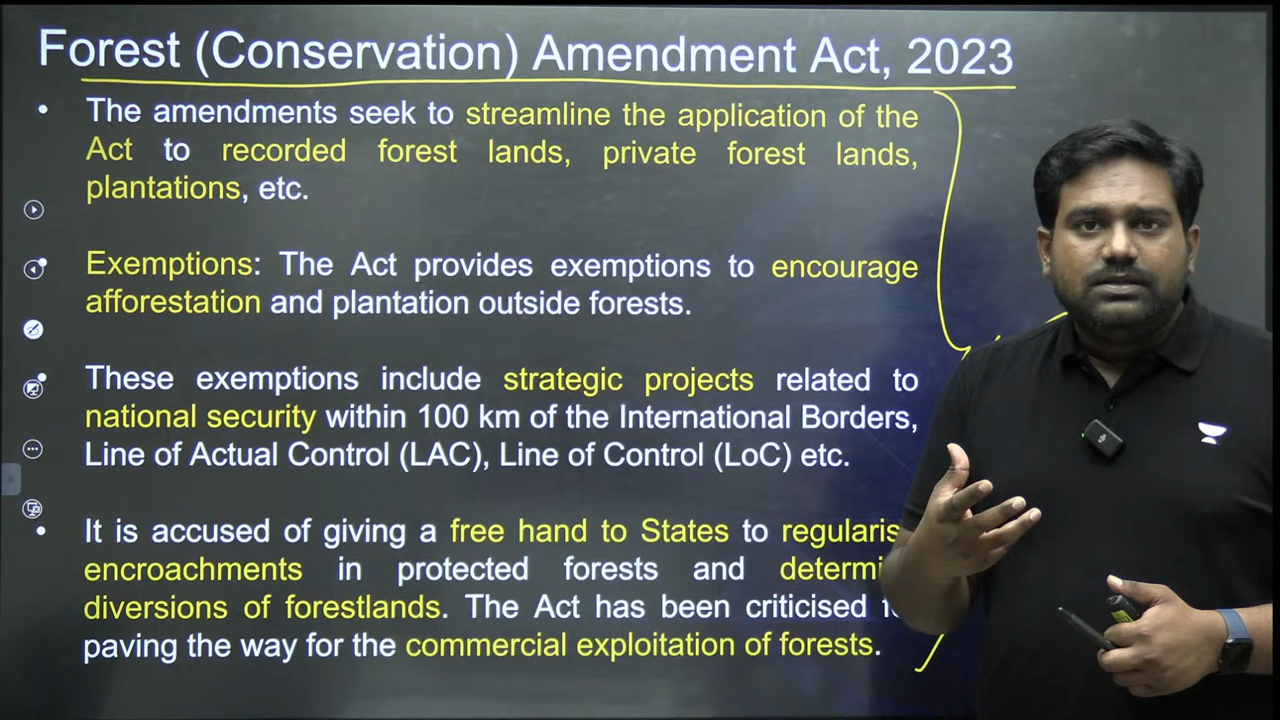 Forest (Conservation) Amendment Act, 2023
• The amendments seek to streamline the application of the
Act to recorded forest lands, private forest lands,
plantations, etc.
Exemptions: The Act provides exemptions to encourage
afforestation and plantation outside forests.
These exemptions include strategic projects related to
national security within 100 km of the International Borders,
Line of Actual Control (LAC), Line of Control (LoC) etc.
• It is accused of giving a free hand to States to regularis
encroachments in protected forests and determi
diversions of forestlands. The Act has been criticised f
paving the way for the commercial exploitation of forests.